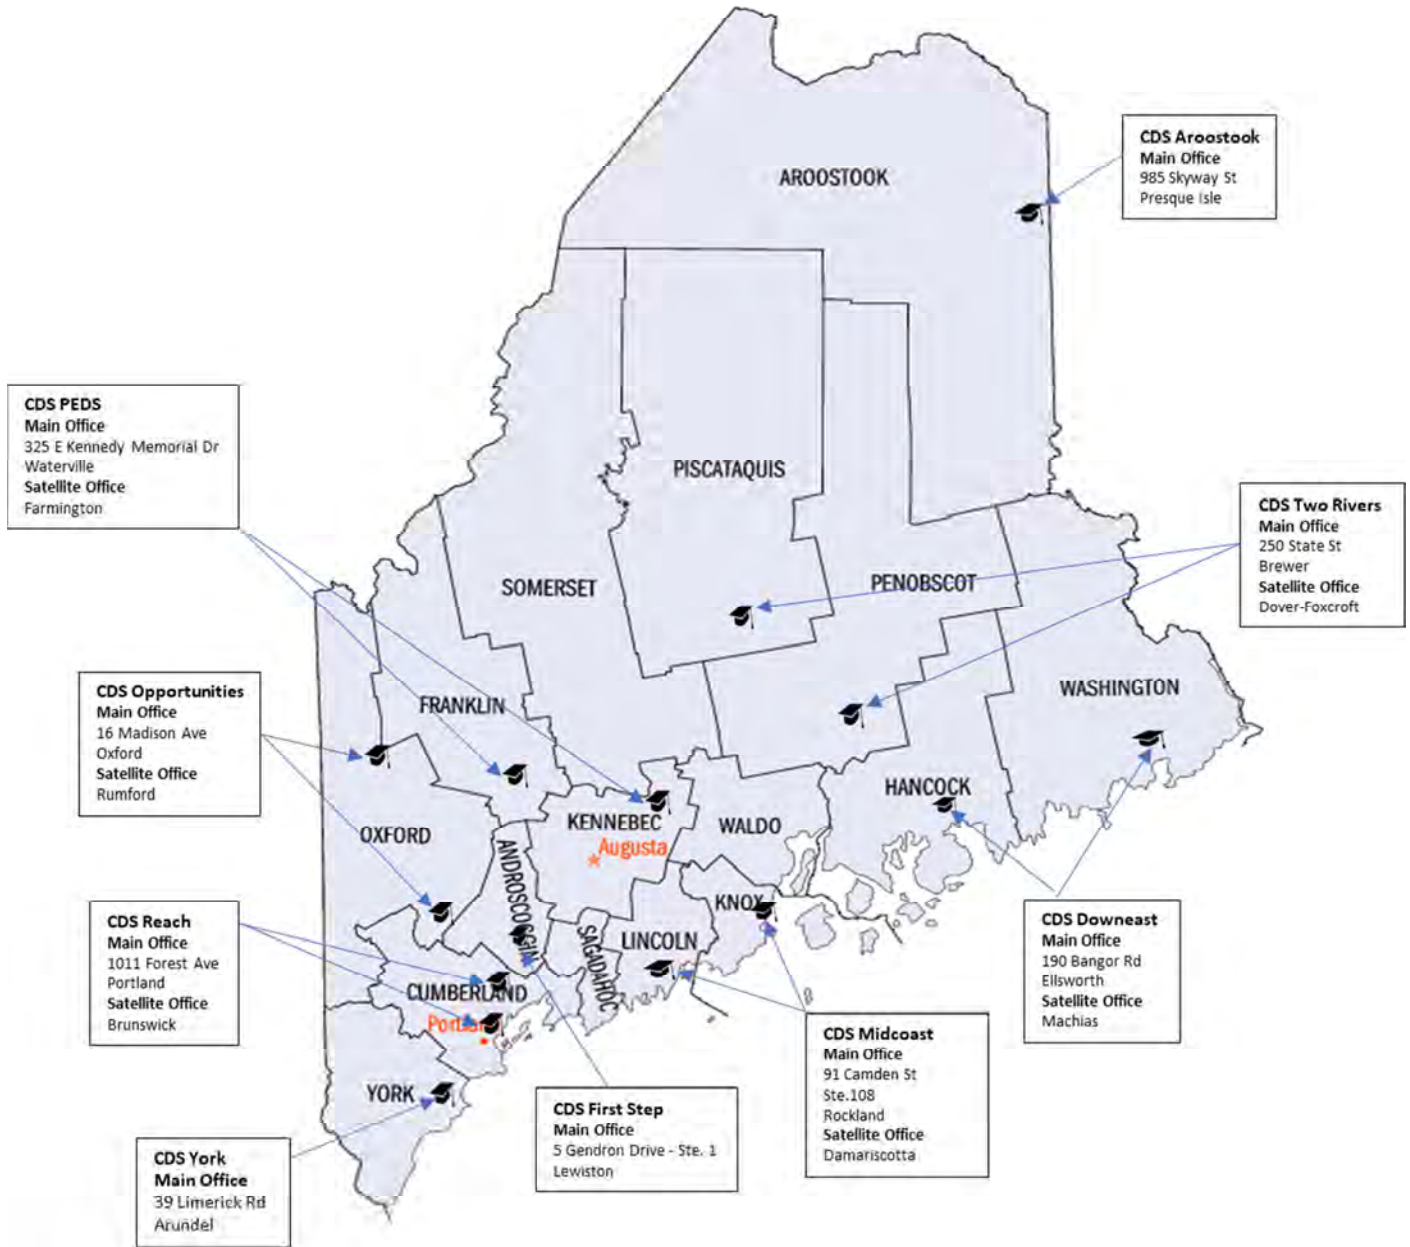 CDS Aroostook
Main Office
985 Skyway St
Presque Isle
AROOSTOOK
CDS PEDS
Main Office
325 E Kennedy Memorial Dr
Waterville
Satellite Office
Farmington
PISCATAQUIS
CDS Two Rivers
Main Office
250 State St
Brewer
Satellite Office
Dover-Foxcroft
SOMERSET
PENOBSCOT
CDS Opportunities
Main Office
16 Madison Ave
Oxford
Satellite Office
Rumford
FRANKLIN
WASHINGTON
HANCOCK
OXFORD
ANDROSCOGGIN
KENNEBEC
Augusta
WALDO
KNOX
LINCOLN
SAGADAHOC
CDS Reach
Main Office
1011 Forest Ave
Portland
Satellite Office
Brunswick
CUMBERLAND
YORK
CDS Downeast
Main Office
190 Bangor Rd
Ellsworth
Satellite Office
Machias
CDS Midcoast
Main Office
91 Camden St
Ste.108
Rockland
Satellite Office
Damariscotta
CDS First Step
Main Office
5 Gendron Drive - Ste. 1
Lewiston
CDS York
Main Office
39 Limerick Rd
Arundel